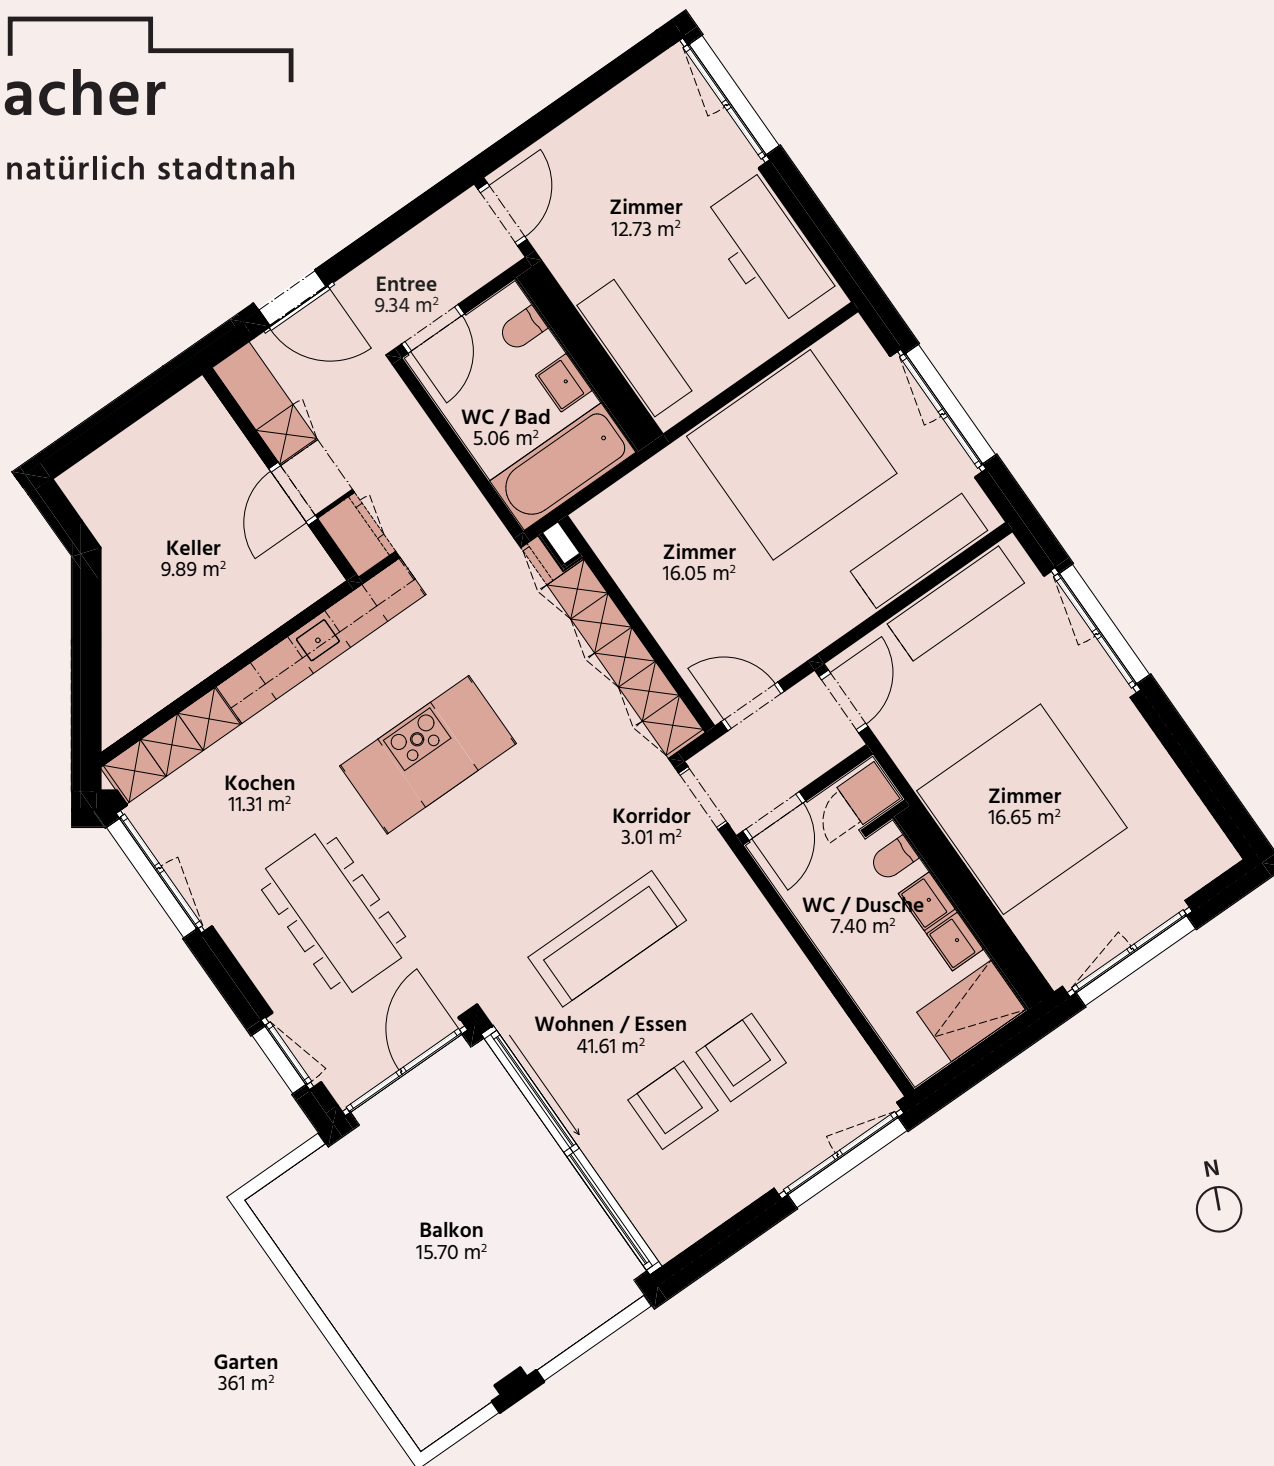 acher
natürlich stadtnah
Zimmer
12.73 m²
Entree
9.34 m²
WC / Bad
5.06 m²
Keller
9.89 m²
Zimmer
16.05 m²
Kochen
11.31 m²
Korridor
3.01 m²
Zimmer
16.65 m²
WC / Dusche
7.40 m²
Wohnen / Essen
41.61 m²
N
Balkon
15.70 m²
Garten
361 m²